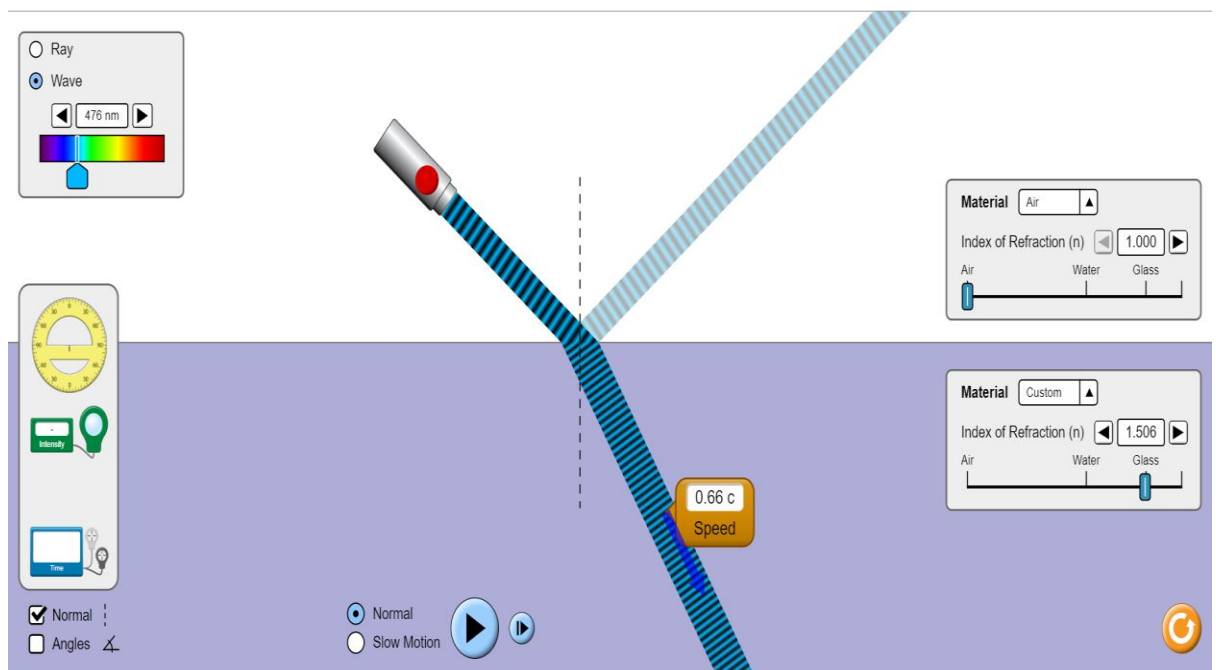 Ray
Wave
476 nm
Material Air
Index of Refraction (n) 1.000
Air Water Glass
Intensity
Time
Material Custom
Index of Refraction (n) 1.506
Air Water Glass
0.66 c
Speed
Normal
Angles
Normal
Slow Motion